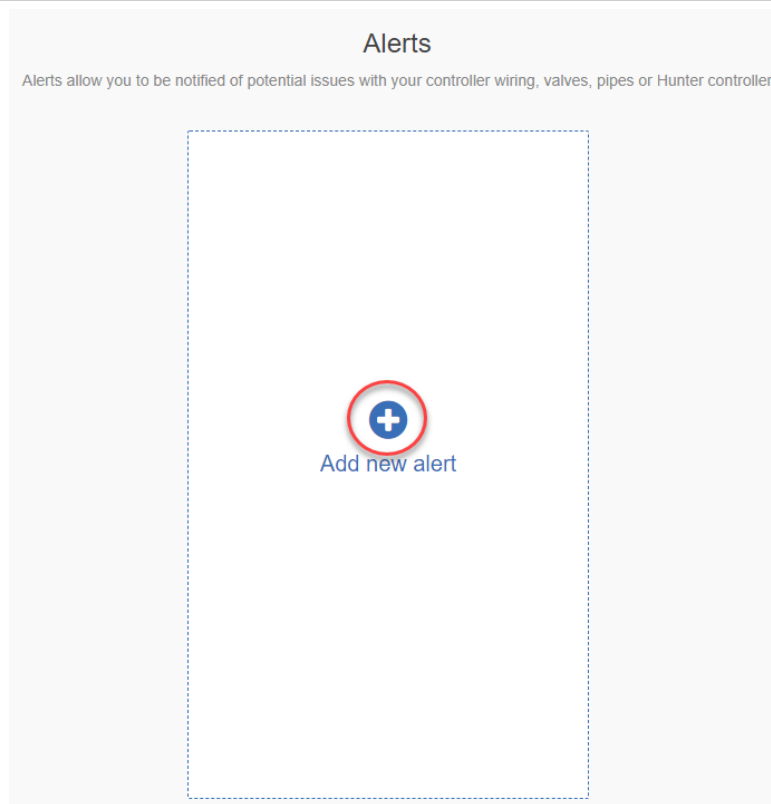 Alerts
Alerts allow you to be notified of potential issues with your controller wiring, valves, pipes or Hunter controller
Add new alert